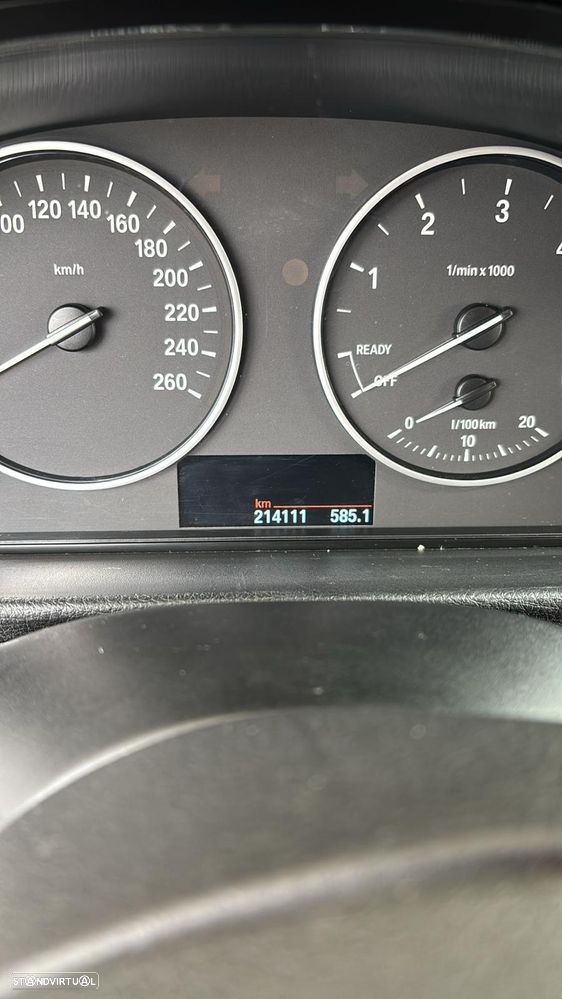 120 140 160 180 200 220 240 260
km/h
1 2 3
1/min x 1000
READY
OFF
0 10 20
l/100 km
km
214111 585.1
STANDVIRTUAL